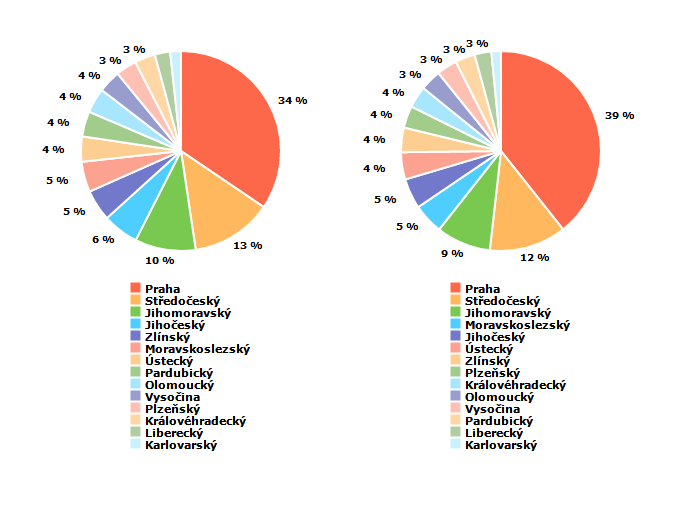 34 %
13 %
10 %
6 %
5 %
5 %
4 %
4 %
4 %
4 %
3 %
3 %
Praha
Středočeský
Jihomoravský
Jihočeský
Zlínský
Moravskoslezský
Ústecký
Pardubický
Olomoucký
Vysočina
Plzeňský
Královéhradecký
Liberecký
Karlovarský
39 %
12 %
9 %
5 %
5 %
4 %
4 %
4 %
4 %
3 %
3 %
3 %
3 %
Praha
Středočeský
Jihomoravský
Moravskoslezský
Jihočeský
Ústecký
Zlínský
Plzeňský
Královéhradecký
Olomoucký
Vysočina
Pardubický
Liberecký
Karlovarský